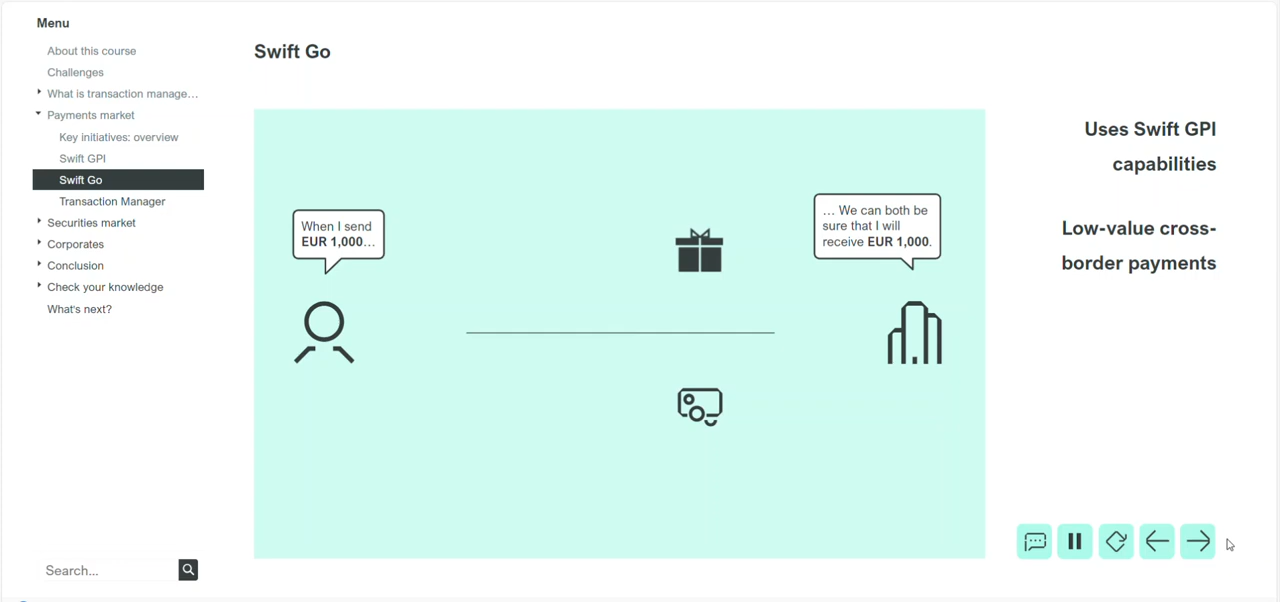 Menu
About this course
Challenges
What is transaction manage...
Payments market
Key initiatives: overview
Swift GPI
Swift Go
Transaction Manager
Securities market
Corporates
Conclusion
Check your knowledge
What's next?
Search...
Swift Go
When I send
EUR 1,000...
... We can both be
sure that I will
receive EUR 1,000.
Uses Swift GPI
capabilities
Low-value cross-
border payments